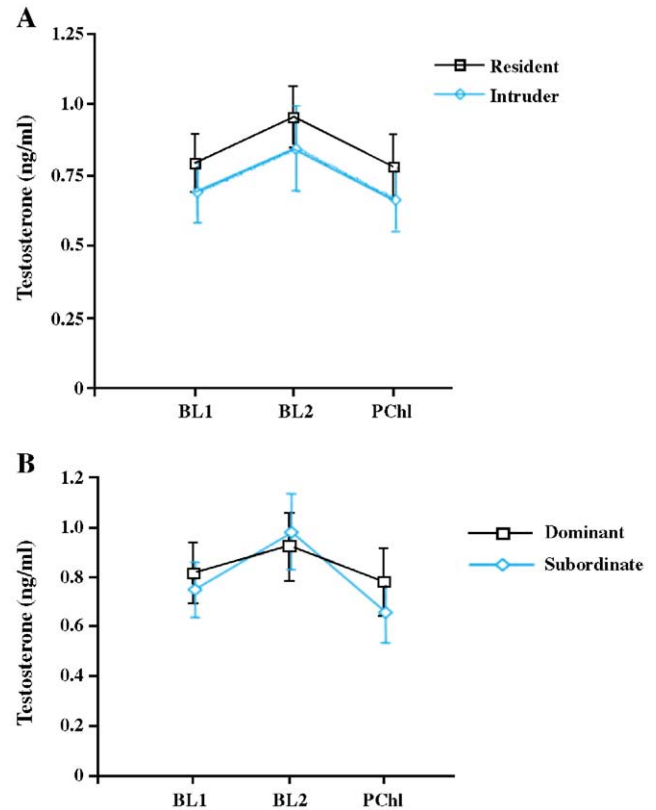 A
1.25
1.0
0.75
0.5
0.25
0
Testosterone (ng/ml)
BL1 BL2 PChl
Resident
Intruder
B
1.2
1.0
0.8
0.6
0.4
0.2
0
Testosterone (ng/ml)
BL1 BL2 PChl
Dominant
Subordinate